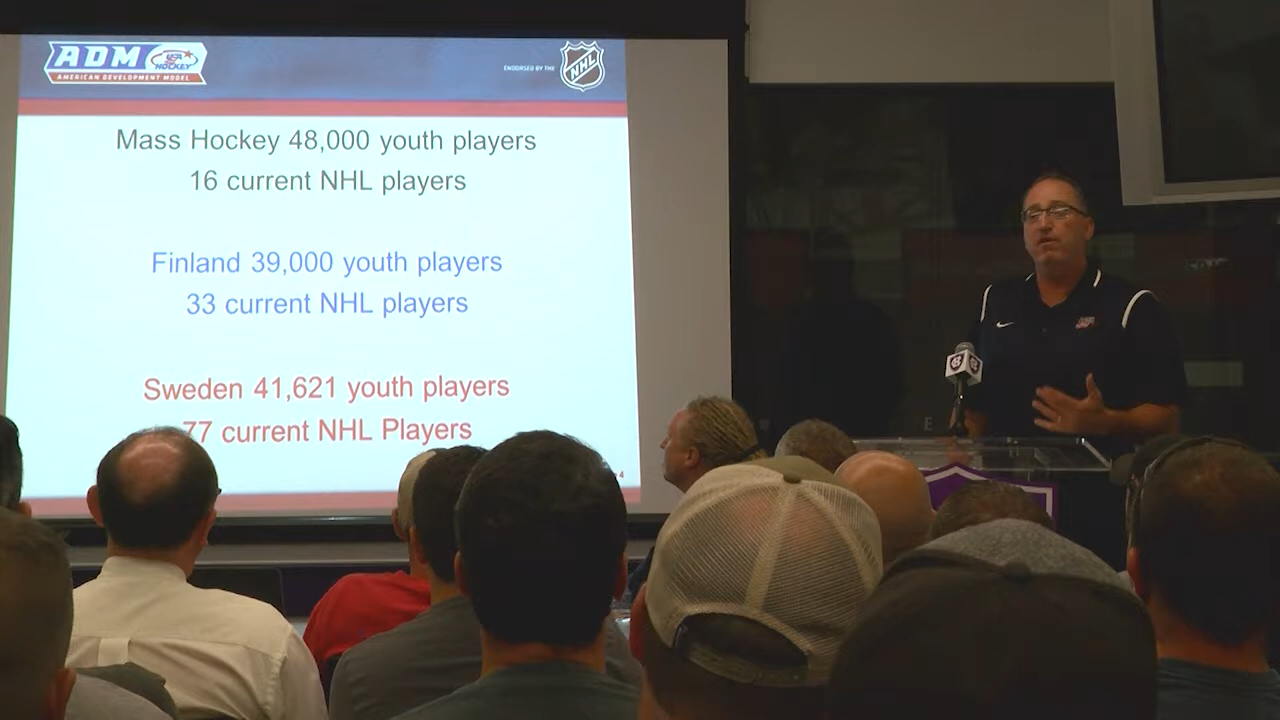 ADM
USA HOCKEY
AMERICAN DEVELOPMENT MODEL
ENDORSED BY THE
NHL
Mass Hockey 48,000 youth players
16 current NHL players
Finland 39,000 youth players
33 current NHL players
Sweden 41,621 youth players
77 current NHL Players
4